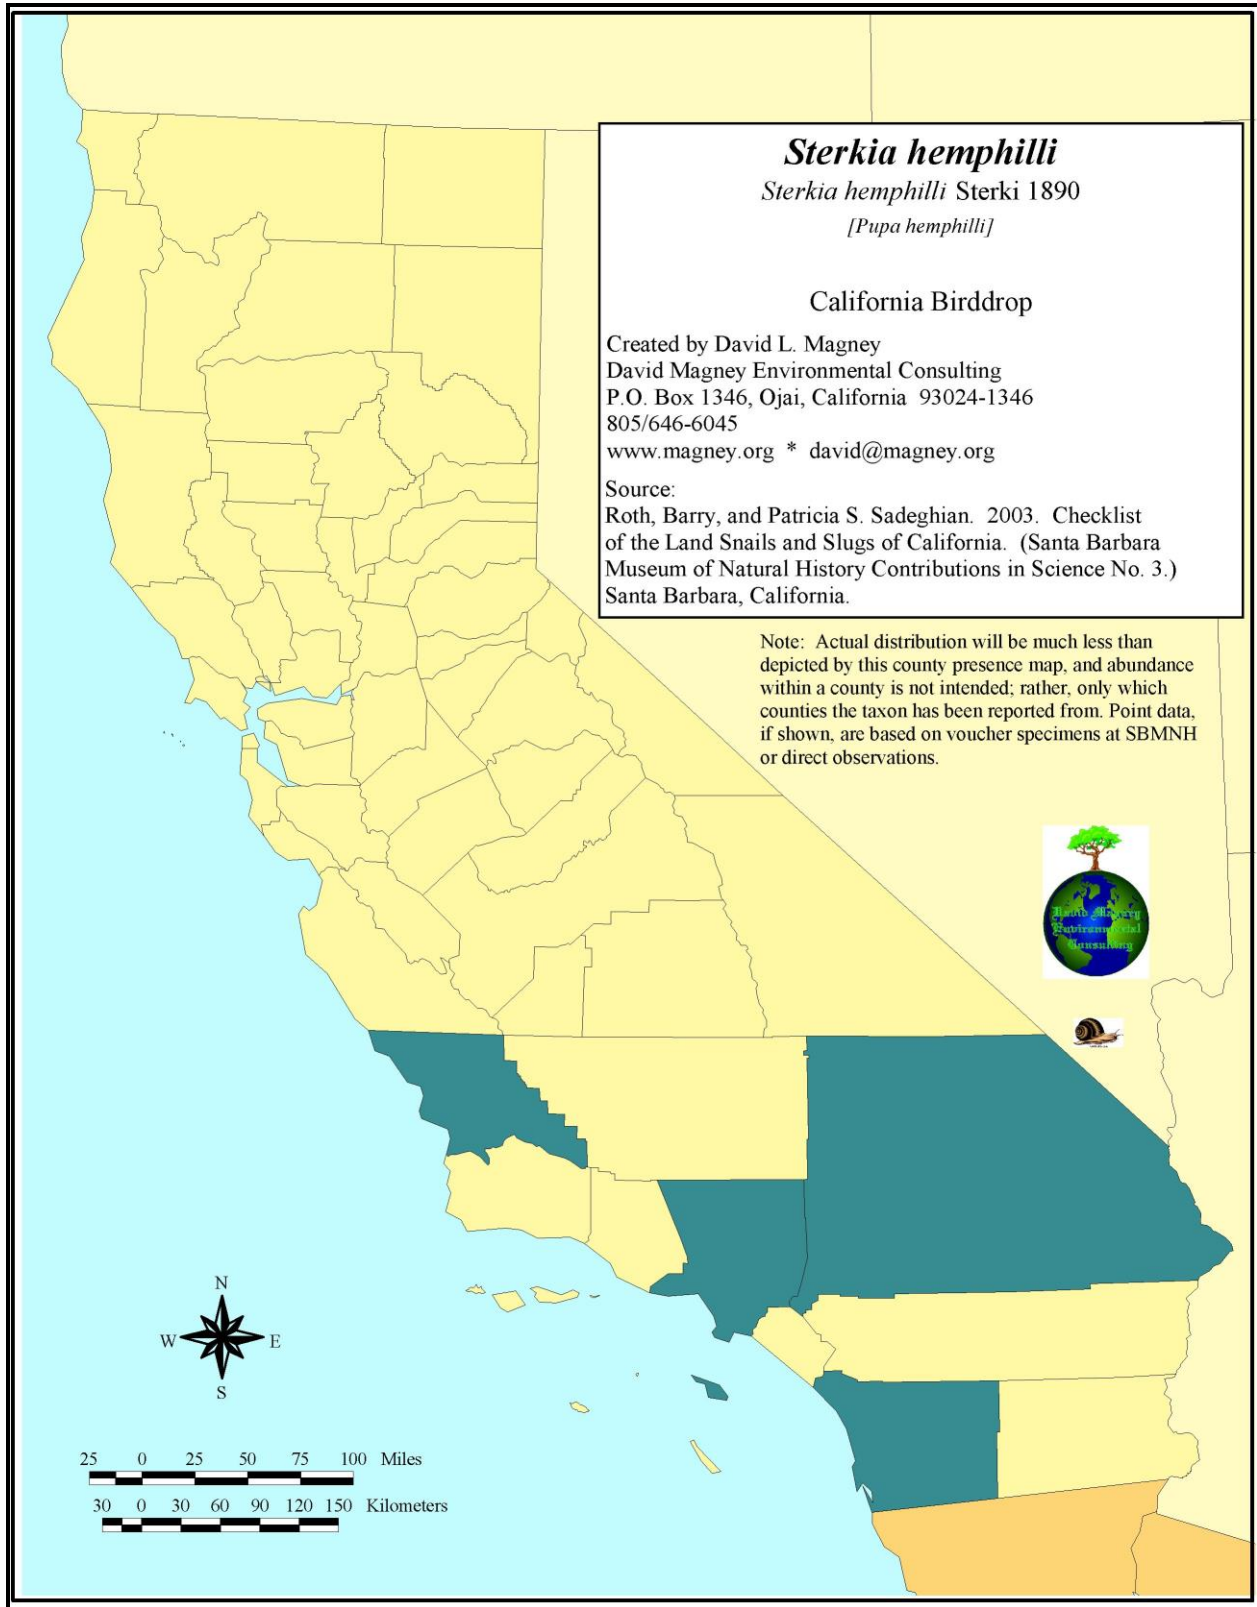 Sterkia hemphilli
Sterkia hemphilli Sterki 1890
[Pupa hemphilli]
California Birddrop
Created by David L. Magney
David Magney Environmental Consulting
P.O. Box 1346, Ojai, California 93024-1346
805/646-6045
www.magney.org * david@magney.org
Source:
Roth, Barry, and Patricia S. Sadeghian. 2003. Checklist
of the Land Snails and Slugs of California. (Santa Barbara
Museum of Natural History Contributions in Science No. 3.)
Santa Barbara, California.
Note: Actual distribution will be much less than
depicted by this county presence map, and abundance
within a county is not intended; rather, only which
counties the taxon has been reported from. Point data,
if shown, are based on voucher specimens at SBMNH
or direct observations.
David Magney
Environmental
Consulting
N
W E
S
25 0 25 50 75 100 Miles
30 0 30 60 90 120 150 Kilometers